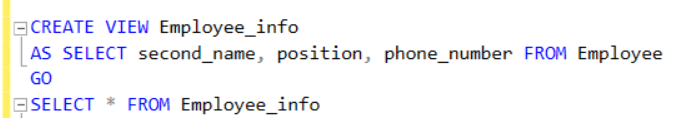 CREATE VIEW Employee_info
AS SELECT second_name, position, phone_number FROM Employee
GO
SELECT * FROM Employee_info